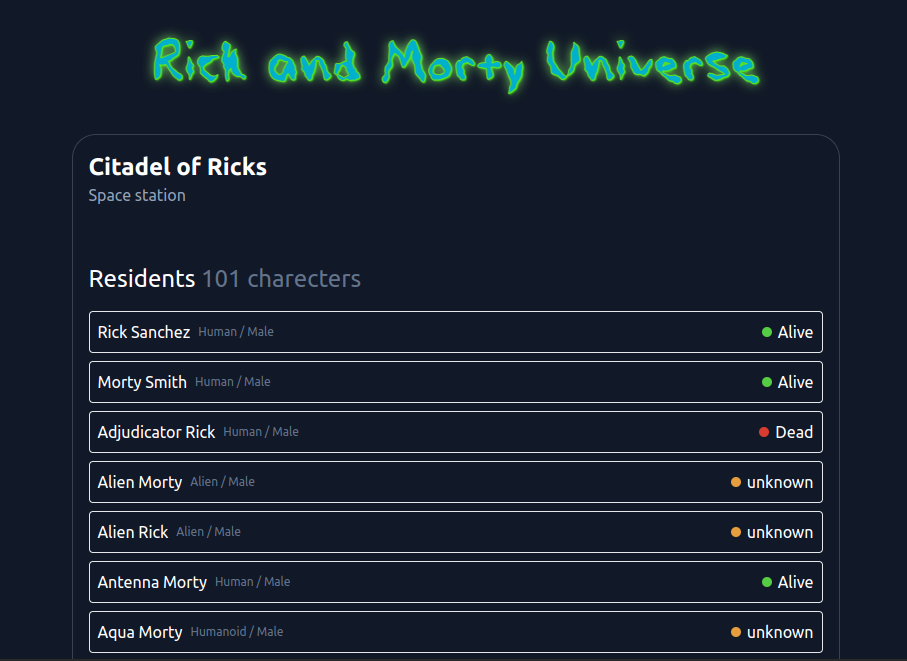 Rick and Morty Universe
Citadel of Ricks
Space station
Residents 101 charecters
Rick Sanchez Human / Male Alive
Morty Smith Human / Male Alive
Adjudicator Rick Human / Male Dead
Alien Morty Alien / Male unknown
Alien Rick Alien / Male unknown
Antenna Morty Human / Male Alive
Aqua Morty Humanoid / Male unknown